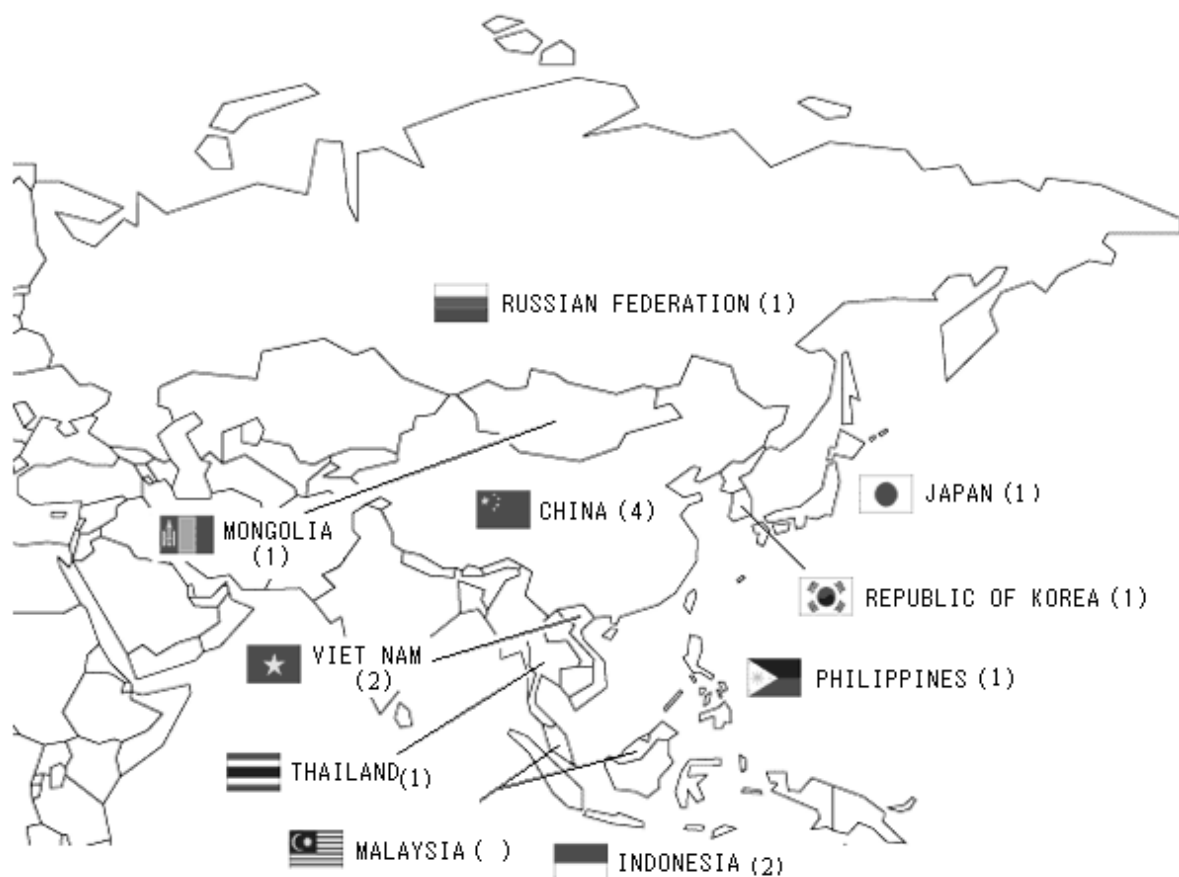 RUSSIAN FEDERATION (1)
JAPAN (1)
CHINA (4)
MONGOLIA
(1)
REPUBLIC OF KOREA (1)
VIET NAM
(2)
PHILIPPINES (1)
THAILAND (1)
MALAYSIA ( )
INDONESIA (2)